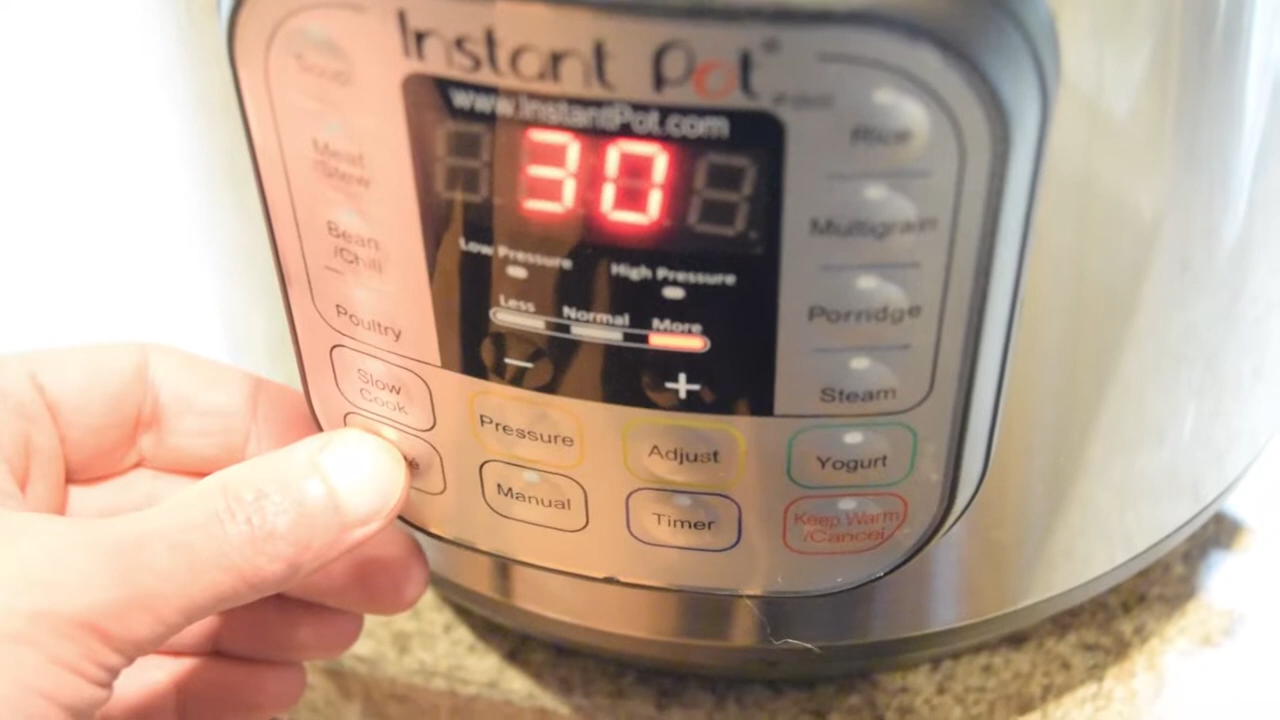 Instant Pot
www.InstantPot.com
30
Low Pressure
High Pressure
Less
Normal
More
−
+
Soup
Meat
/Stew
Bean
/Chili
Poultry
Slow
Cook
Rice
Multigrain
Porridge
Steam
Pressure
Adjust
Yogurt
Manual
Timer
Keep Warm
/Cancel